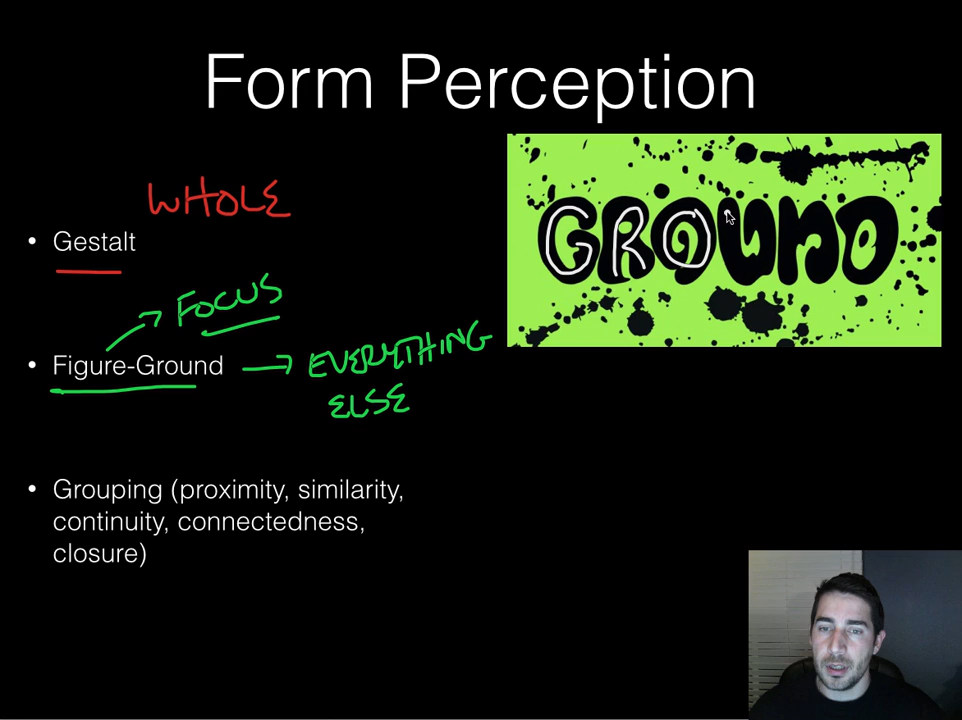 Form Perception
WHOLE
• Gestalt
FOCUS
• Figure-Ground
EVERYTHING
ELSE
• Grouping (proximity, similarity,
continuity, connectedness,
closure)
GROUND